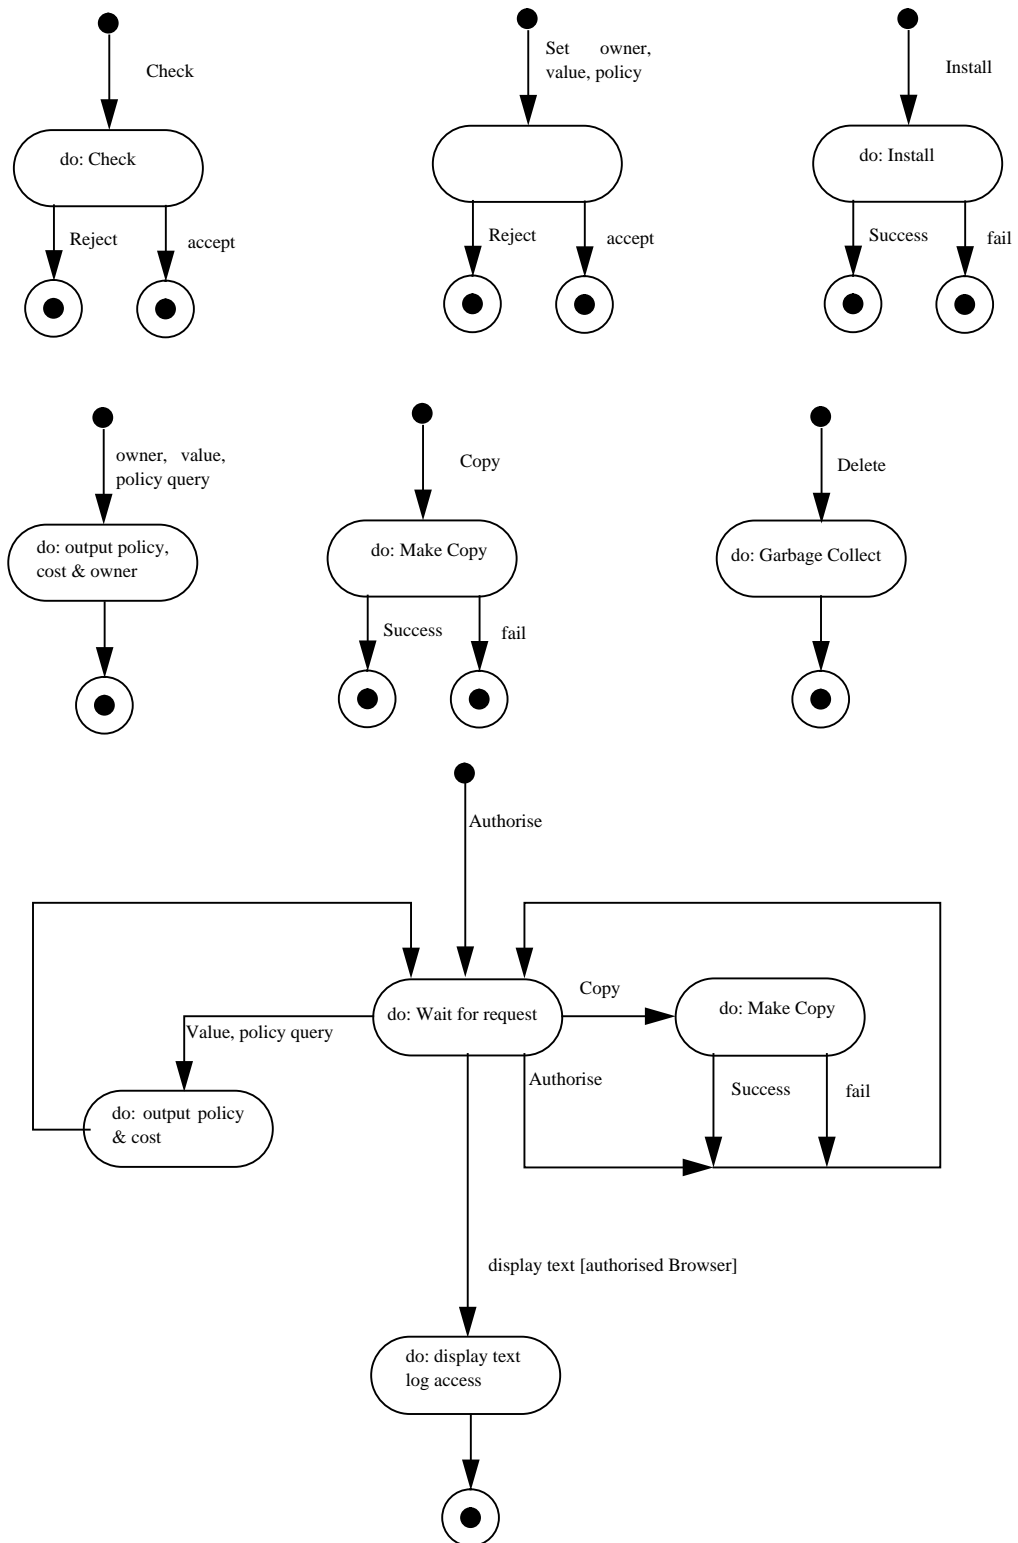 Check
do: Check
Reject
accept
Set owner,
value, policy
Reject
accept
Install
do: Install
Success
fail
owner, value,
policy query
do: output policy,
cost & owner
Copy
do: Make Copy
Success
fail
Delete
do: Garbage Collect
Authorise
do: Wait for request
Copy
do: Make Copy
Value, policy query
Authorise
Success
fail
do: output policy
& cost
display text [authorised Browser]
do: display text
log access